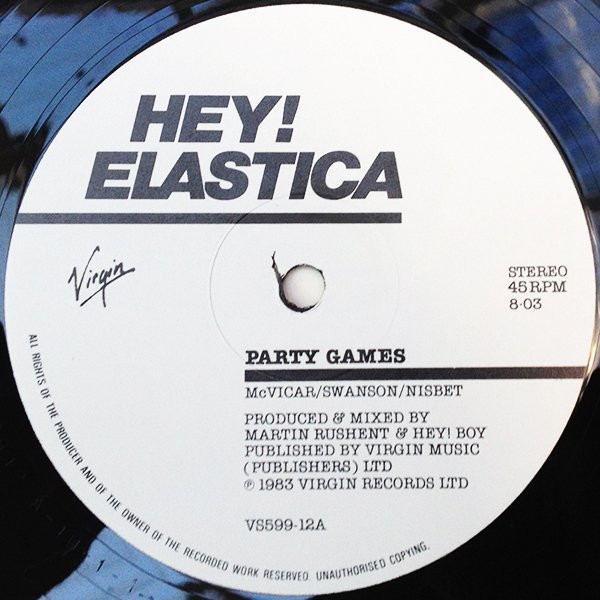 HEY!
ELASTICA
Virgin
STEREO
45 RPM
8·03
PARTY GAMES
McVICAR/SWANSON/NISBET
PRODUCED & MIXED BY
MARTIN RUSHENT & HEY! BOY
PUBLISHED BY VIRGIN MUSIC
(PUBLISHERS) LTD
℗ 1983 VIRGIN RECORDS LTD
VS599-12A
ALL RIGHTS OF THE PRODUCER AND OF THE OWNER OF THE RECORDED WORK RESERVED. UNAUTHORISED COPYING,